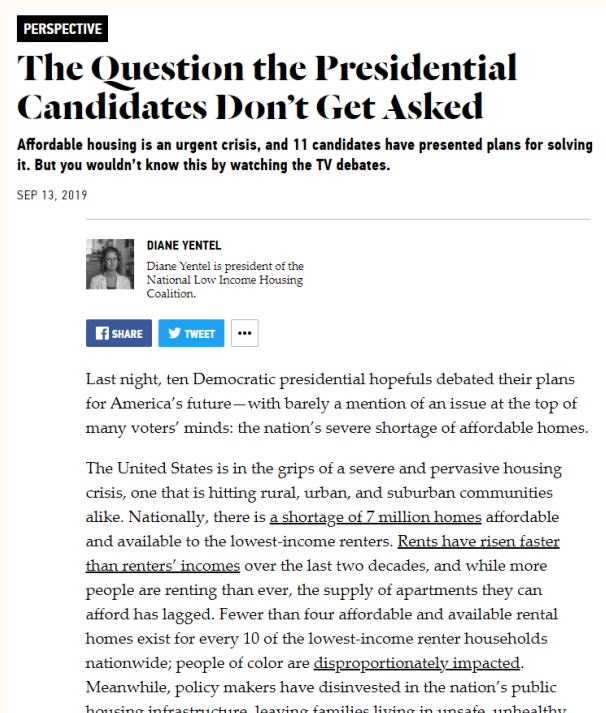 PERSPECTIVE
The Question the Presidential
Candidates Don’t Get Asked
Affordable housing is an urgent crisis, and 11 candidates have presented plans for solving
it. But you wouldn’t know this by watching the TV debates.
SEP 13, 2019
DIANE YENTEL
Diane Yentel is president of the
National Low Income Housing
Coalition.
SHARE
TWEET
Last night, ten Democratic presidential hopefuls debated their plans
for America’s future—with barely a mention of an issue at the top of
many voters’ minds: the nation’s severe shortage of affordable homes.
The United States is in the grips of a severe and pervasive housing
crisis, one that is hitting rural, urban, and suburban communities
alike. Nationally, there is a shortage of 7 million homes affordable
and available to the lowest-income renters. Rents have risen faster
than renters’ incomes over the last two decades, and while more
people are renting than ever, the supply of apartments they can
afford has lagged. Fewer than four affordable and available rental
homes exist for every 10 of the lowest-income renter households
nationwide; people of color are disproportionately impacted.
Meanwhile, policy makers have disinvested in the nation’s public
housing infrastructure, leaving families living in unsafe, unhealthy